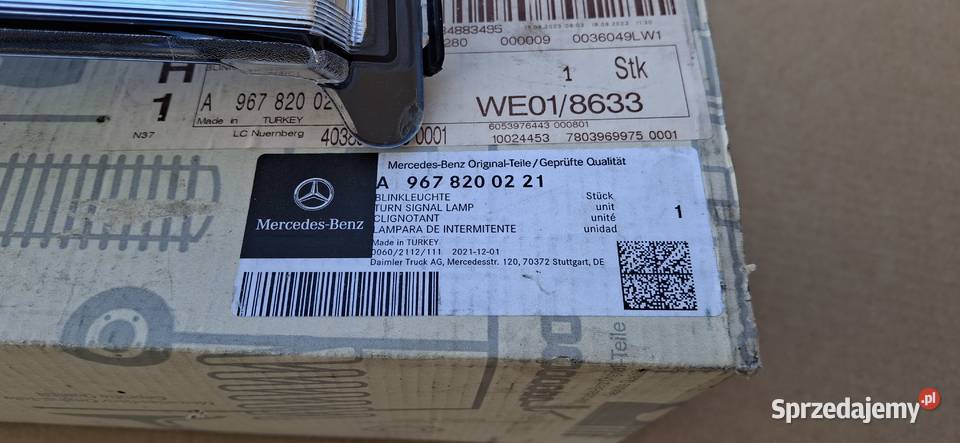 84883495
280 000009 0036049LW1
H
1 Stk
1
A 967 820 02
Made in TURKEY
WE01/8633
6053976443 000801
N37
LC Nuernberg
0001
10024453 7803969975 0001
Mercedes-Benz Original-Teile/Geprüfte Qualität
A 967 820 02 21
BLINKLEUCHTE Stück
TURN SIGNAL LAMP unit
CLIGNOTANT unité
LAMPARA DE INTERMITENTE unidad
1
Mercedes-Benz
Made in TURKEY
0060/2112/111 2021-12-01
Daimler Truck AG, Mercedesstr. 120, 70372 Stuttgart, DE
Teile
Sprzedajemy.pl